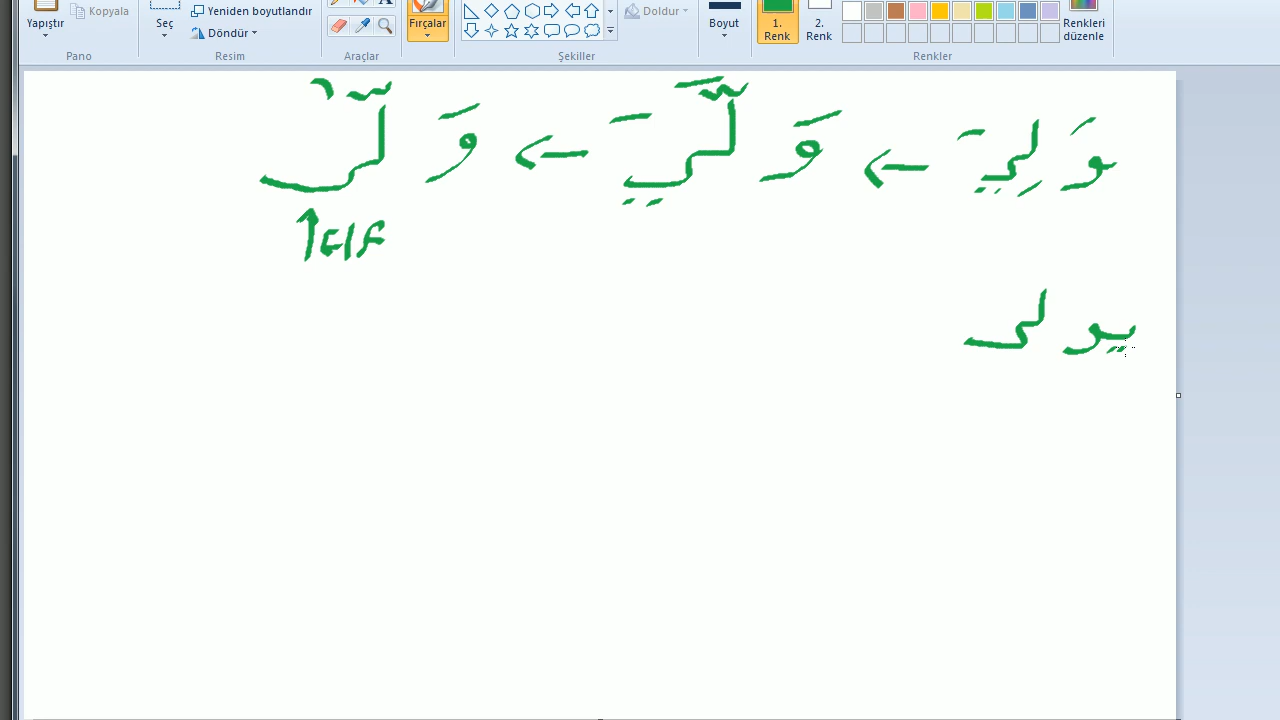 Yapıştır Kopyala Seç Yeniden boyutlandır Döndür Fırçalar Doldur Boyut 1. Renk 2. Renk Renkleri düzenle
Pano Resim Araçlar Şekiller Renkler
وَلِيَ ← وَلَّيَ ← وَلّٰى
Elif
يولى